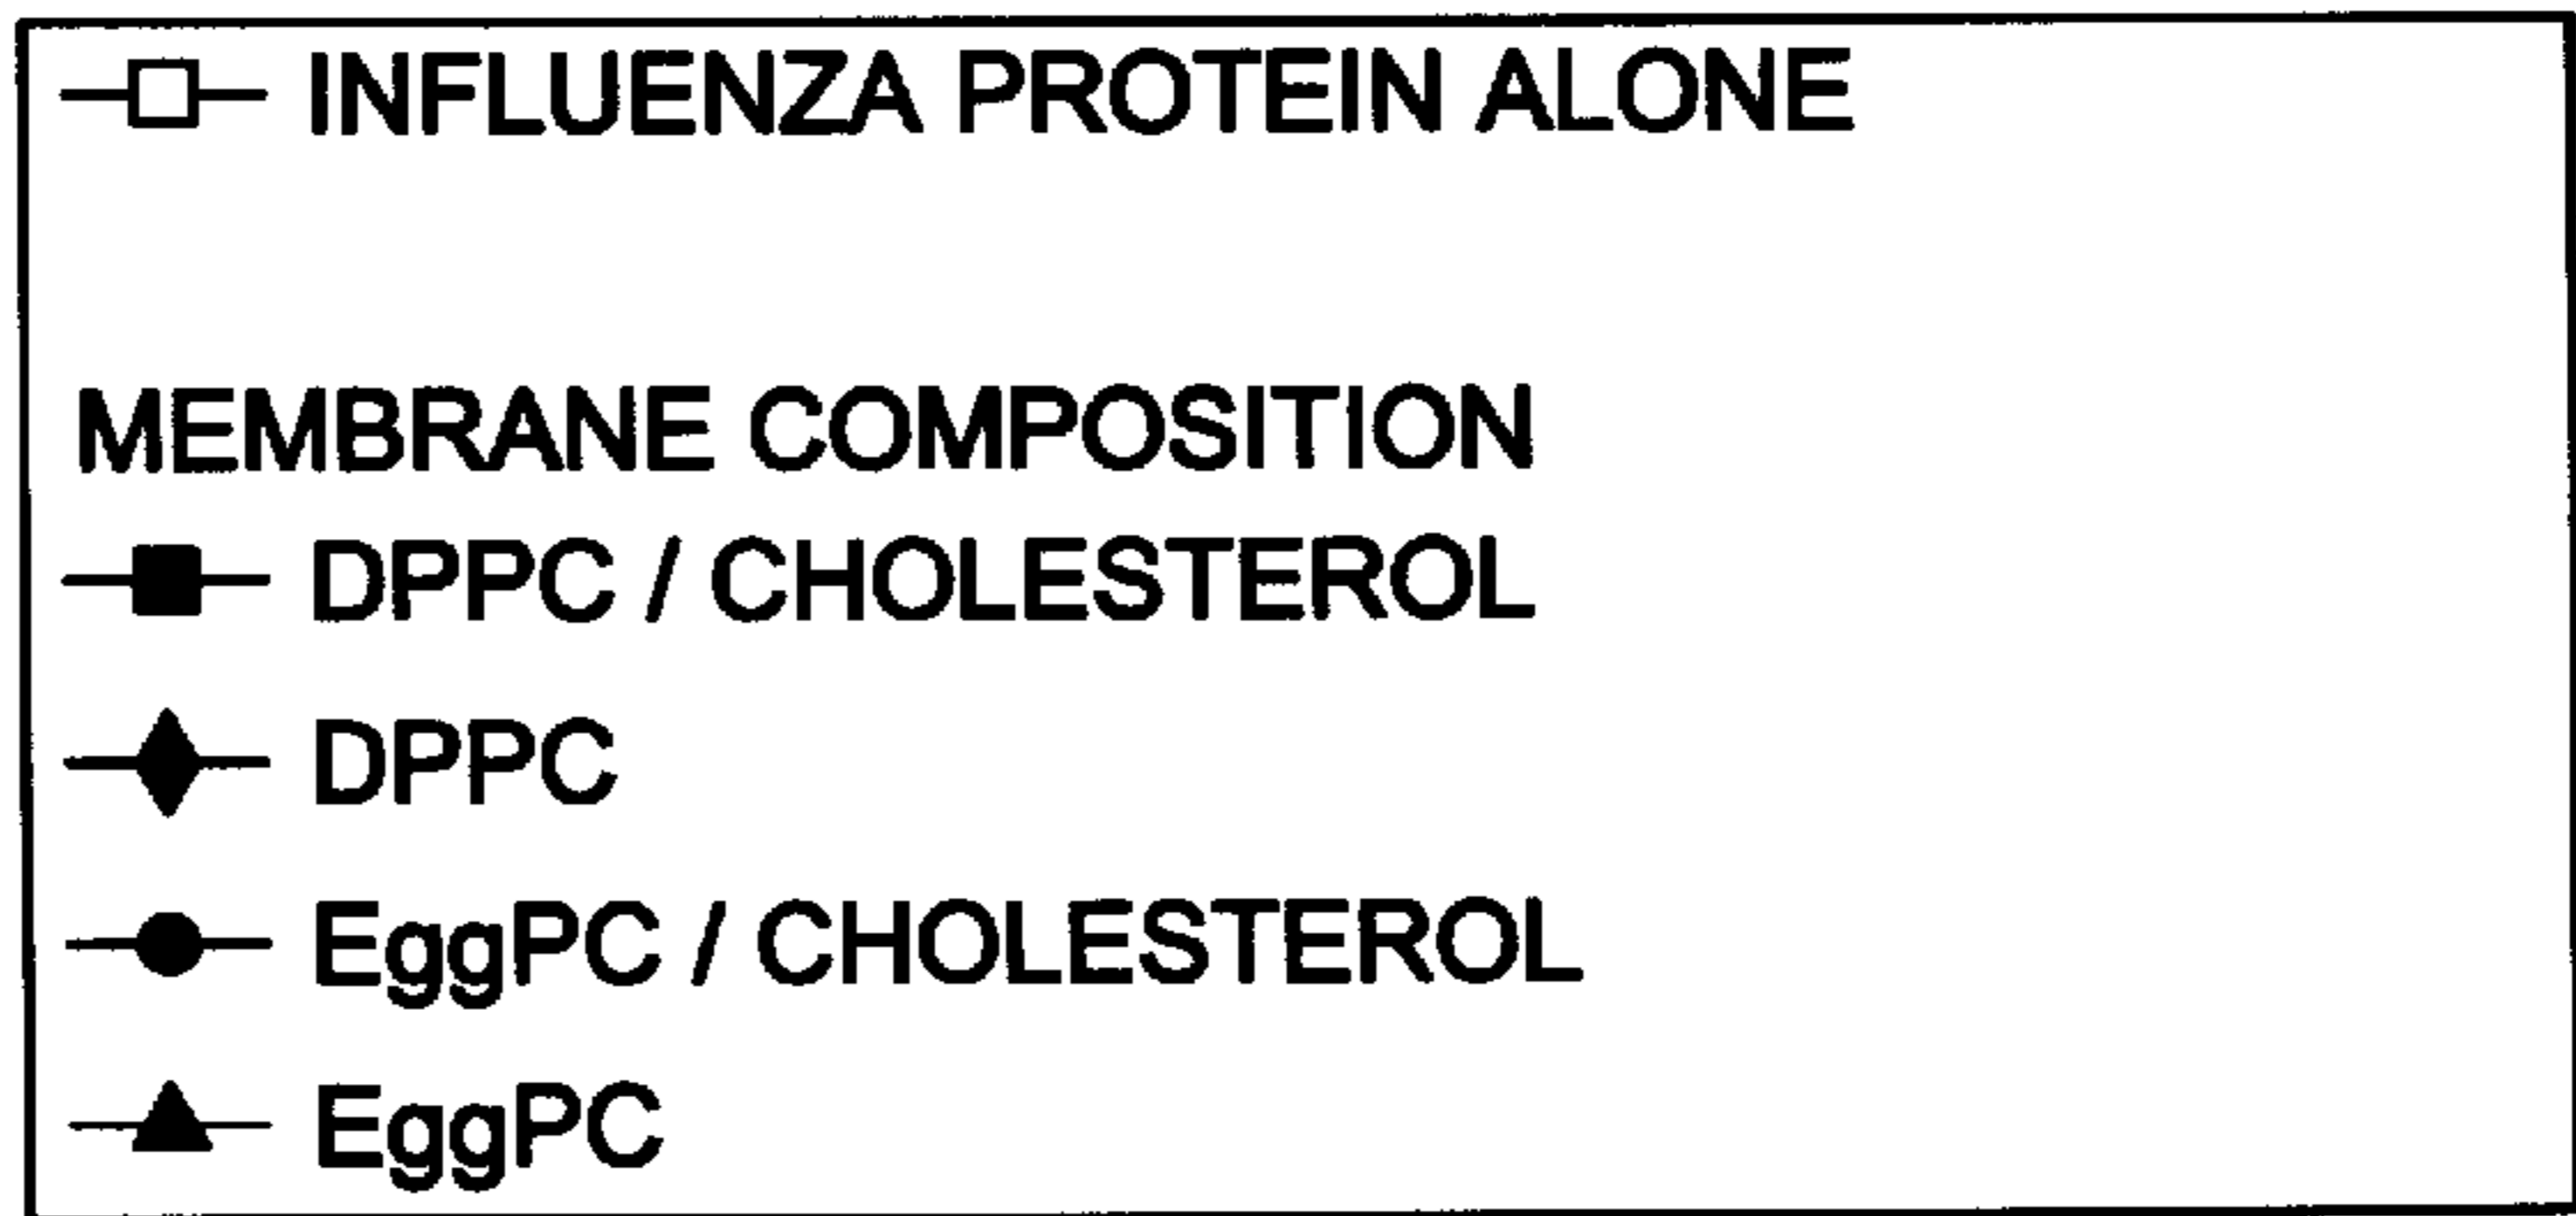 INFLUENZA PROTEIN ALONE
MEMBRANE COMPOSITION
DPPC / CHOLESTEROL
DPPC
EggPC / CHOLESTEROL
EggPC